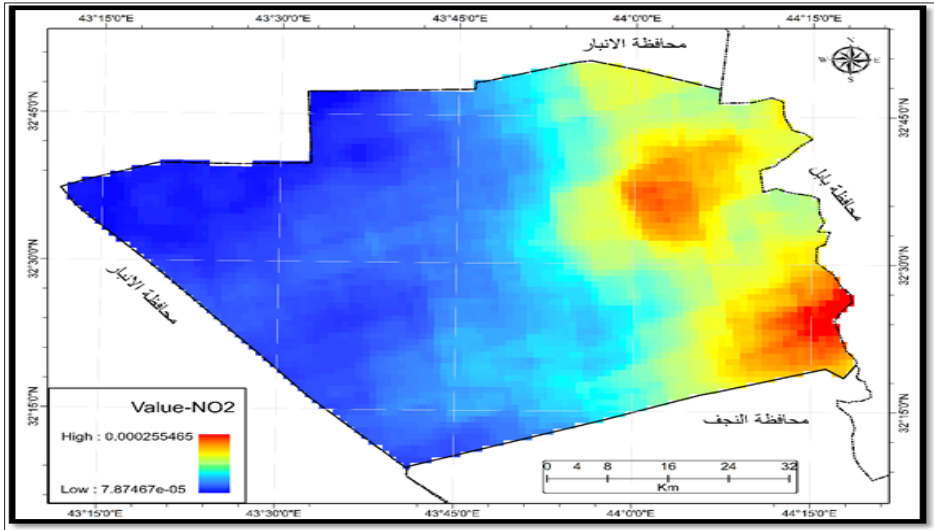 43°15'0"E 43°30'0"E 43°45'0"E 44°0'0"E 44°15'0"E
محافظة الانبار
N
W E
S
32°45'0"N 32°45'0"N
محافظة بابل
32°30'0"N 32°30'0"N
محافظة الانبار
32°15'0"N 32°15'0"N
محافظة النجف
Value-NO2
High : 0.000255465
Low : 7.87467e-05
0 4 8 16 24 32
Km
43°15'0"E 43°30'0"E 43°45'0"E 44°0'0"E 44°15'0"E